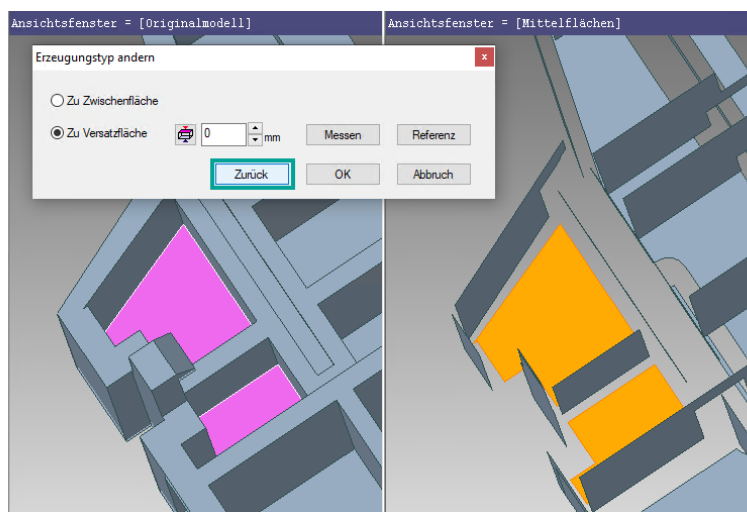 Ansichtsfenster = [Originalmodell]
Ansichtsfenster = [Mittelflächen]
Erzeugungstyp andern
x
Zu Zwischenfläche
Zu Versatzfläche
0
mm
Messen
Referenz
Zurück
OK
Abbruch